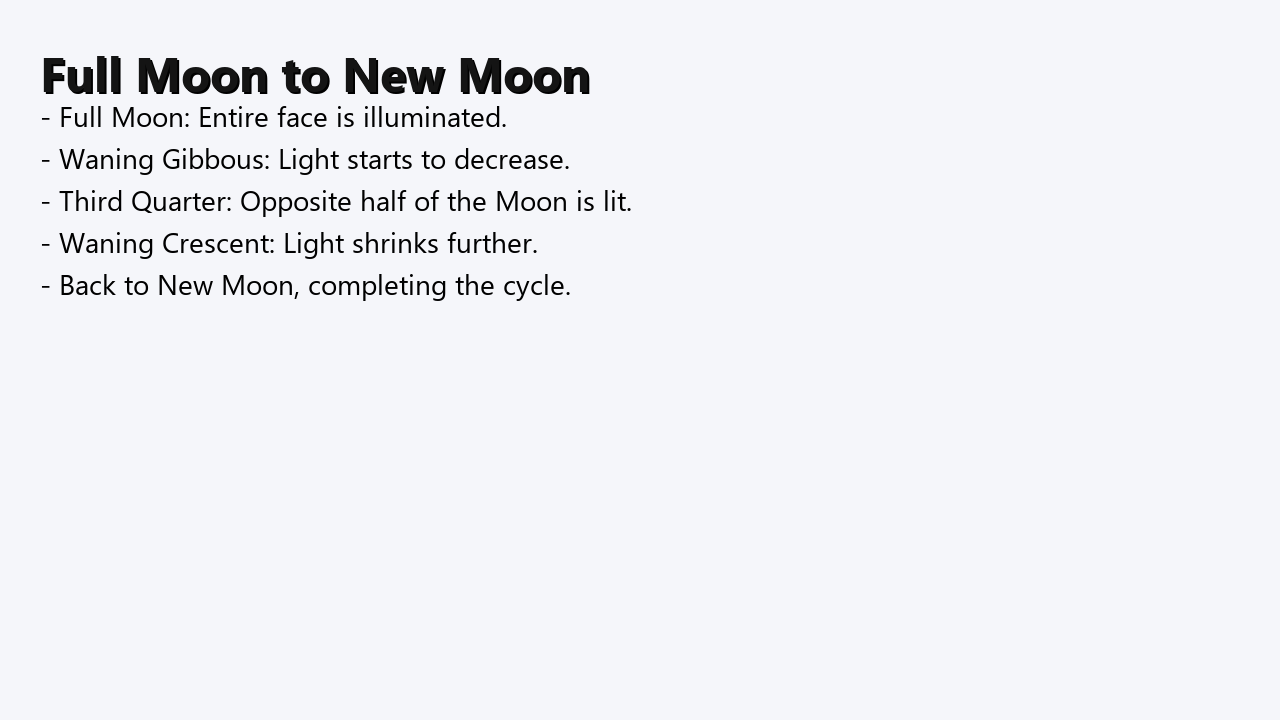 Full Moon to New Moon
- Full Moon: Entire face is illuminated.
- Waning Gibbous: Light starts to decrease.
- Third Quarter: Opposite half of the Moon is lit.
- Waning Crescent: Light shrinks further.
- Back to New Moon, completing the cycle.